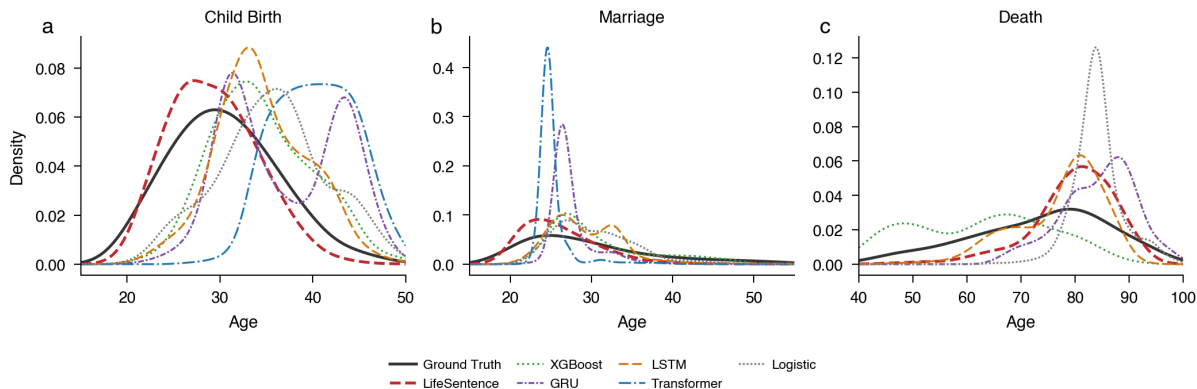 a Child Birth
b Marriage
c Death
Density
0.08
0.06
0.04
0.02
0.00
20 30 40 50
Age
0.4
0.3
0.2
0.1
0.0
20 30 40 50
Age
0.12
0.10
0.08
0.06
0.04
0.02
0.00
40 50 60 70 80 90 100
Age
Ground Truth XGBoost LSTM Logistic
LifeSentence GRU Transformer